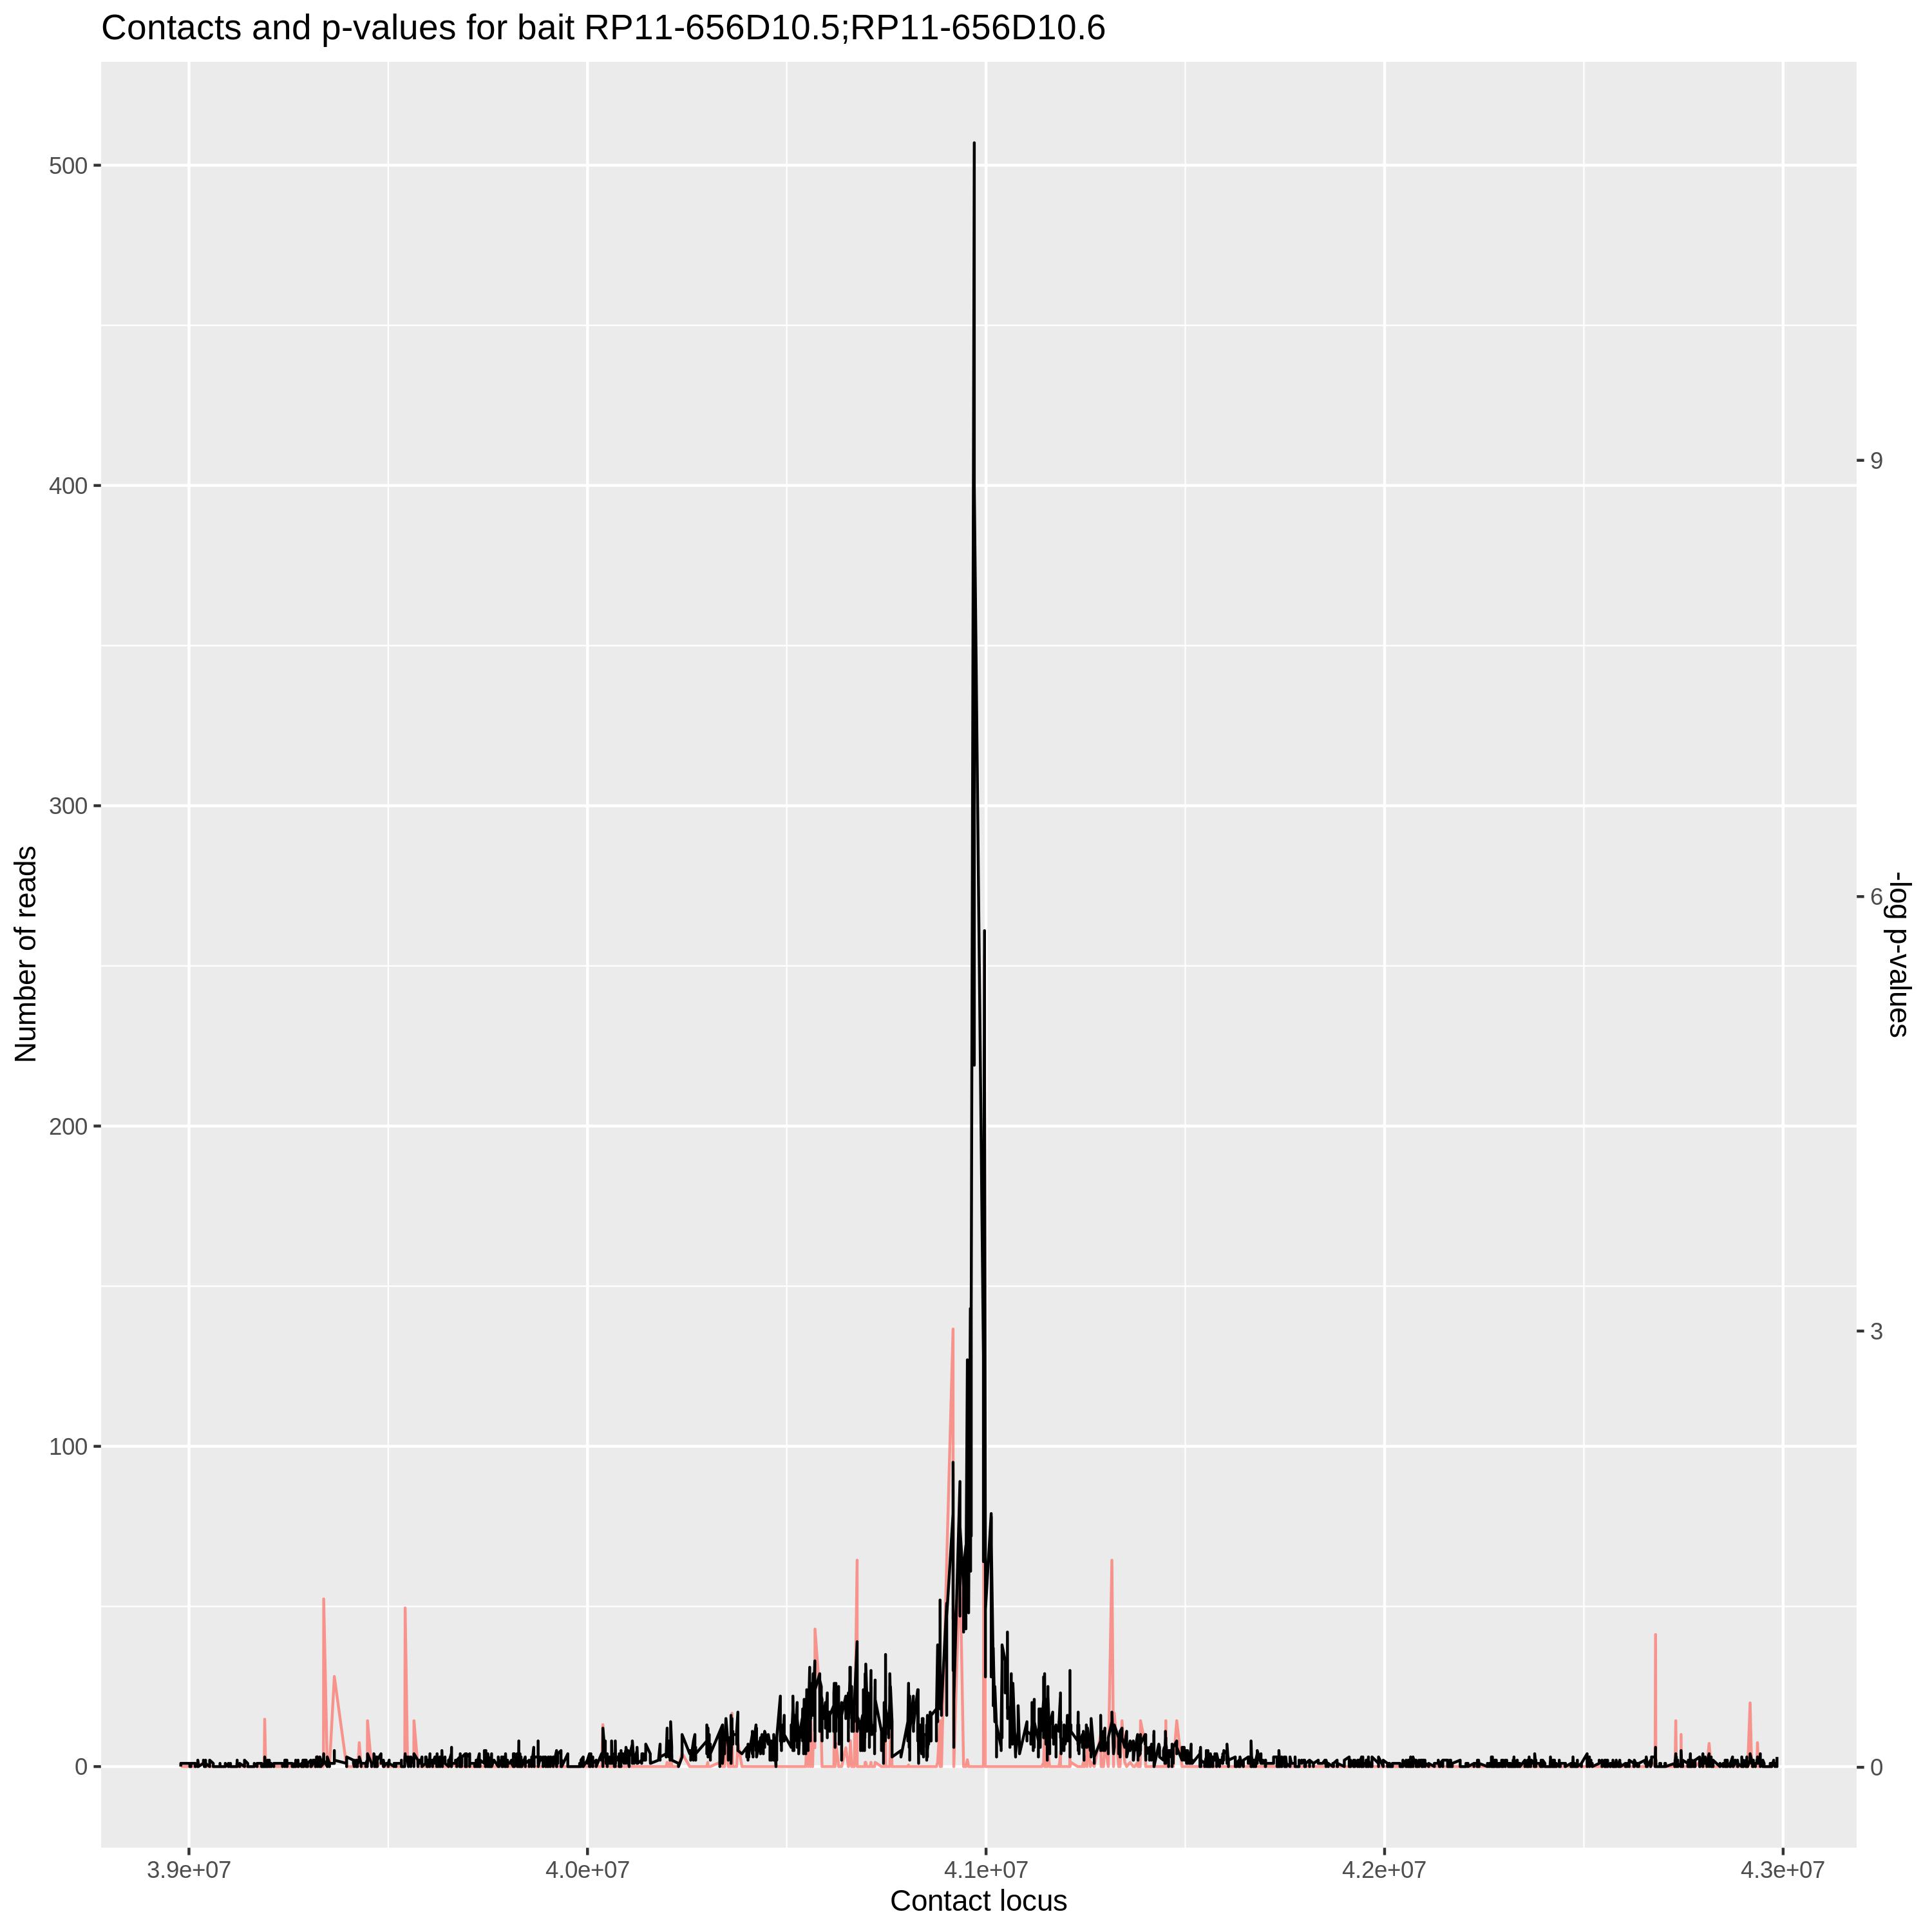 Contacts and p-values for bait RP11-656D10.5;RP11-656D10.6
500
400
300
200
100
0
Number of reads
9
6
3
0
-log p-values
3.9e+07
4.0e+07
4.1e+07
4.2e+07
4.3e+07
Contact locus